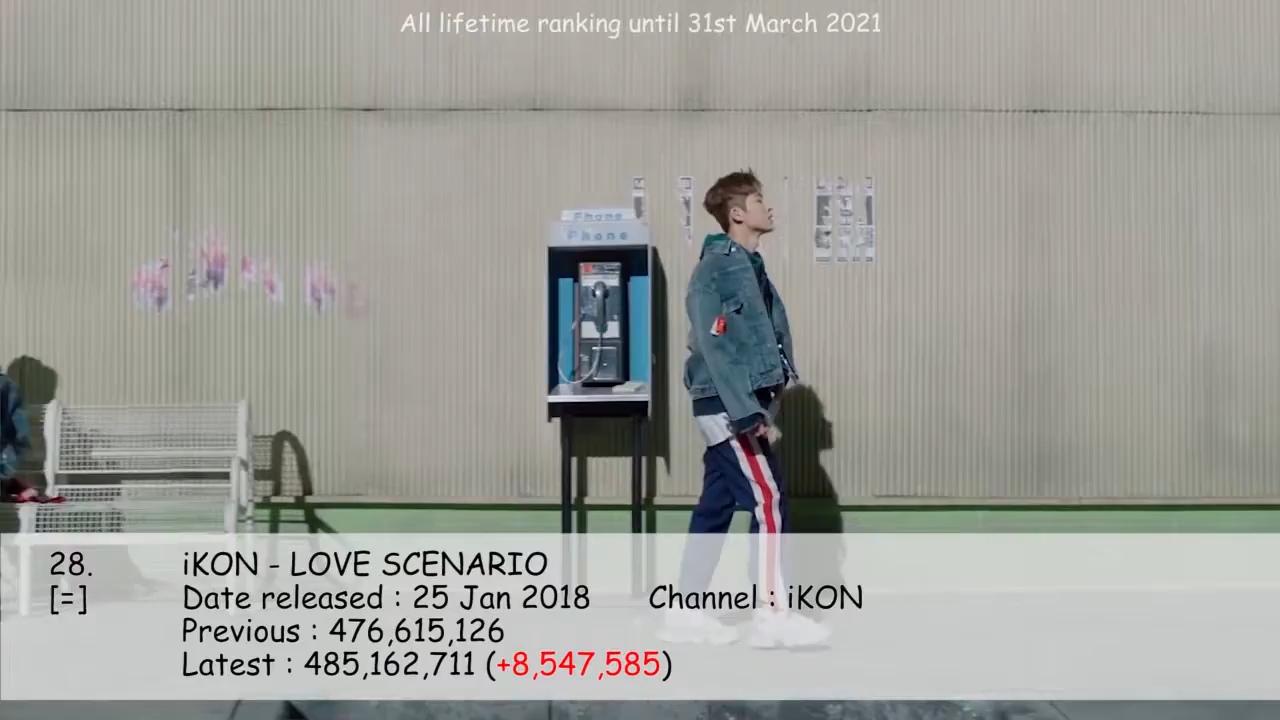 All lifetime ranking until 31st March 2021
Phone
Phone
28. iKON - LOVE SCENARIO
[=] Date released : 25 Jan 2018 Channel : iKON
Previous : 476,615,126
Latest : 485,162,711 (+8,547,585)